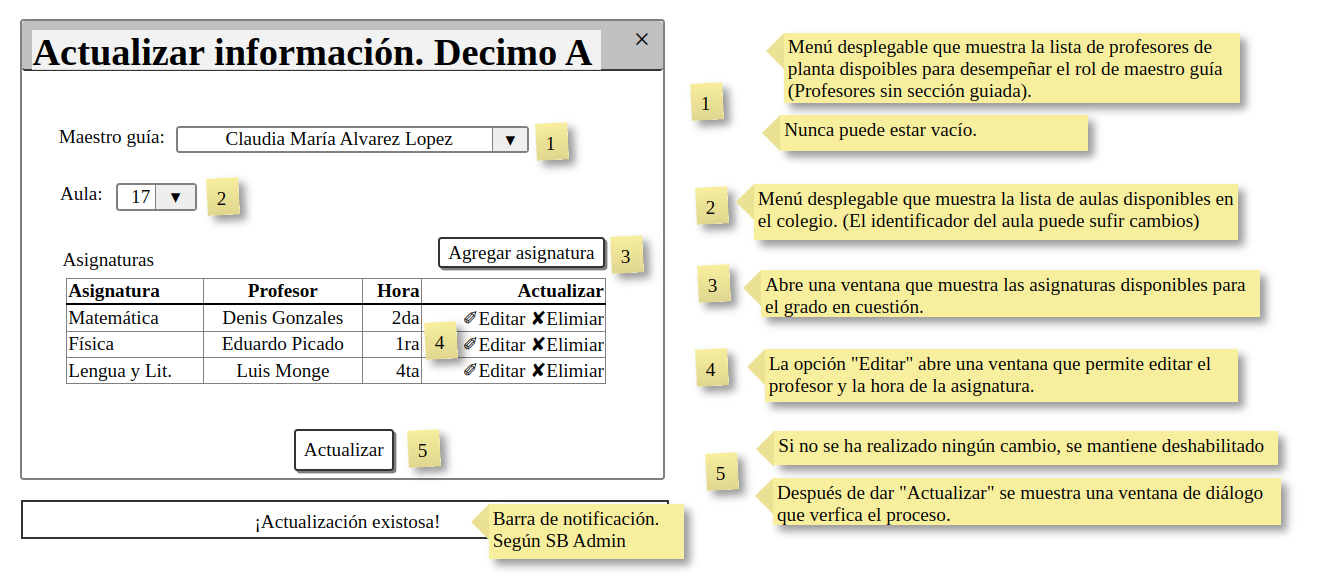 Actualizar información. Decimo A ×
Maestro guía: Claudia María Alvarez Lopez ▼ 1
Aula: 17 ▼ 2
Agregar asignatura 3
Asignaturas
Asignatura Profesor Hora Actualizar
Matemática Denis Gonzales 2da ✐Editar ✘Elimiar
Física Eduardo Picado 1ra 4 ✐Editar ✘Elimiar
Lengua y Lit. Luis Monge 4ta ✐Editar ✘Elimiar
Actualizar 5
¡Actualización existosa!
Barra de notificación.
Según SB Admin
1
Menú desplegable que muestra la lista de profesores de
planta dispoibles para desempeñar el rol de maestro guía
(Profesores sin sección guiada).
Nunca puede estar vacío.
2
Menú desplegable que muestra la lista de aulas disponibles en
el colegio. (El identificador del aula puede sufir cambios)
3
Abre una ventana que muestra las asignaturas disponibles para
el grado en cuestión.
4
La opción "Editar" abre una ventana que permite editar el
profesor y la hora de la asignatura.
5
Si no se ha realizado ningún cambio, se mantiene deshabilitado
Después de dar "Actualizar" se muestra una ventana de diálogo
que verfica el proceso.